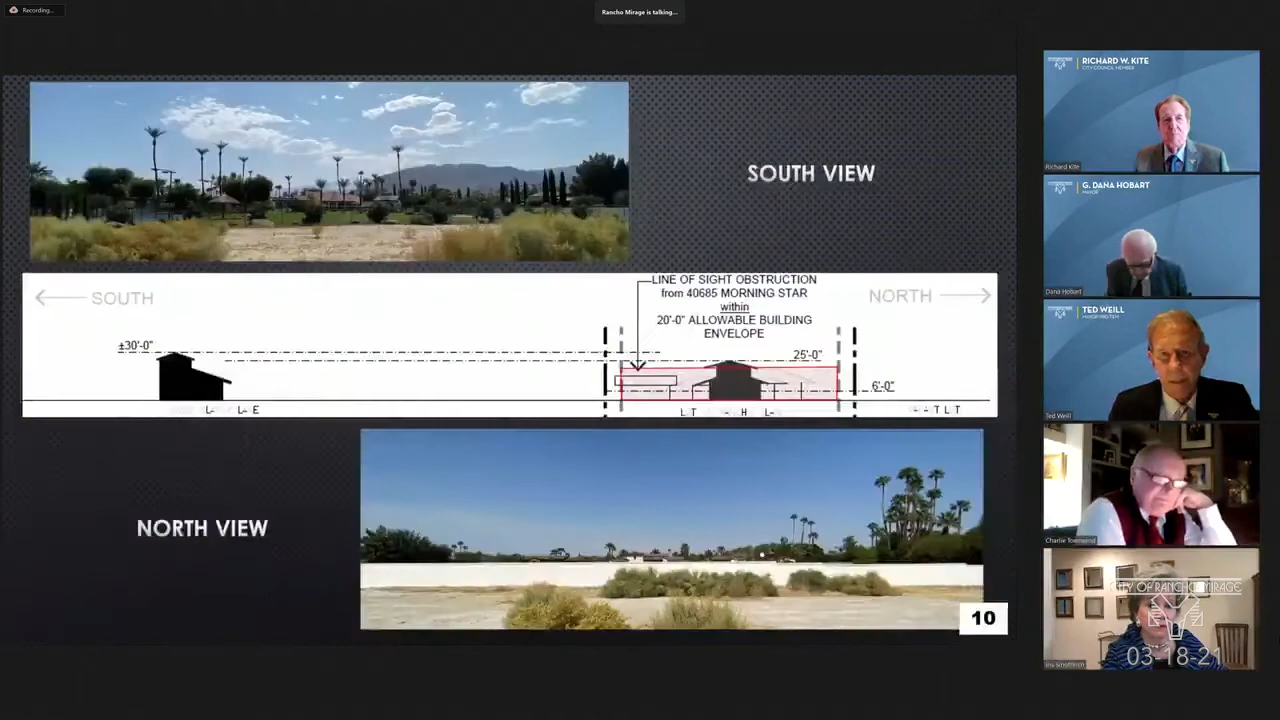 Recording...
Rancho Mirage is talking...
SOUTH VIEW
LINE OF SIGHT OBSTRUCTION
from 40685 MORNING STAR
within
20'-0" ALLOWABLE BUILDING
ENVELOPE
SOUTH
NORTH
±30'-0"
25'-0"
6'-0"
NORTH VIEW
10
RICHARD W. KITE
CITY COUNCIL MEMBER
Richard Kite
G. DANA HOBART
MAYOR
Dana Hobart
TED WEILL
MAYOR PRO TEM
Ted Weill
Charlie Townsend
CITY OF RANCHO MIRAGE
03-18-21
Iris Smotrich